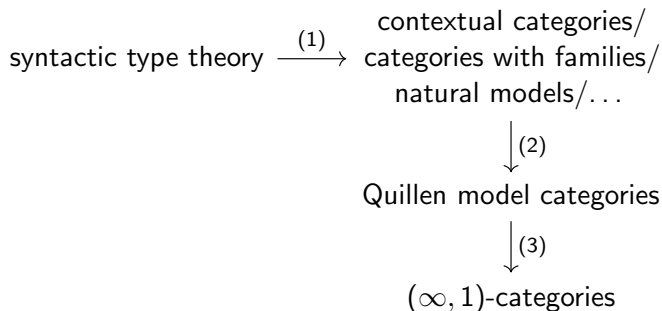 contextual categories/
syntactic type theory (1) categories with families/
natural models/...
(2)
Quillen model categories
(3)
(∞, 1)-categories